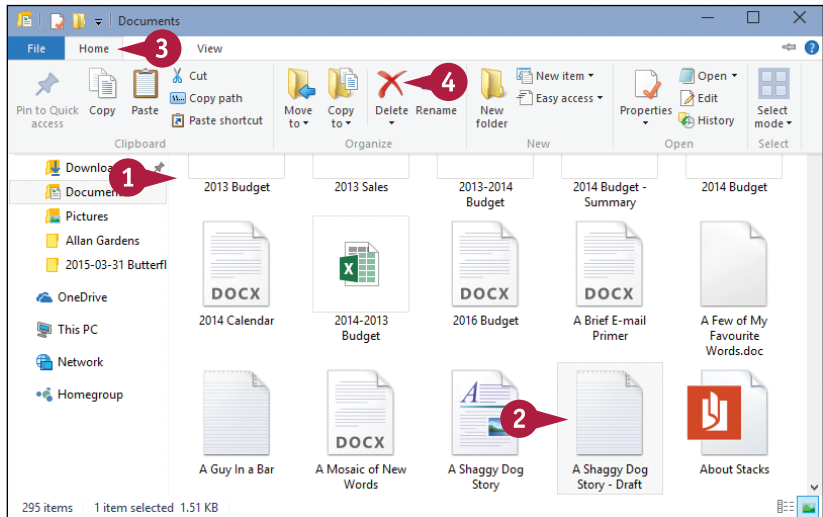 Documents
File Home 3 View
Pin to Quick access
Copy
Paste
Cut
Copy path
Paste shortcut
Move to
Copy to
4
Delete
Rename
New folder
New item
Easy access
Properties
Open
Edit
History
Select mode
Clipboard Organize New Open Select
1
Downloa
Document
Pictures
Allan Gardens
2015-03-31 Butterfl
OneDrive
This PC
Network
Homegroup
2013 Budget
2013 Sales
2013-2014
Budget
2014 Budget -
Summary
2014 Budget
DOCX
2014 Calendar
X
2014-2013
Budget
DOCX
2016 Budget
DOCX
A Brief E-mail
Primer
A Few of My
Favourite
Words.doc
A Guy In a Bar
DOCX
A Mosaic of New
Words
A
A Shaggy Dog
Story
2
A Shaggy Dog
Story - Draft
About Stacks
295 items 1 item selected 1.51 KB